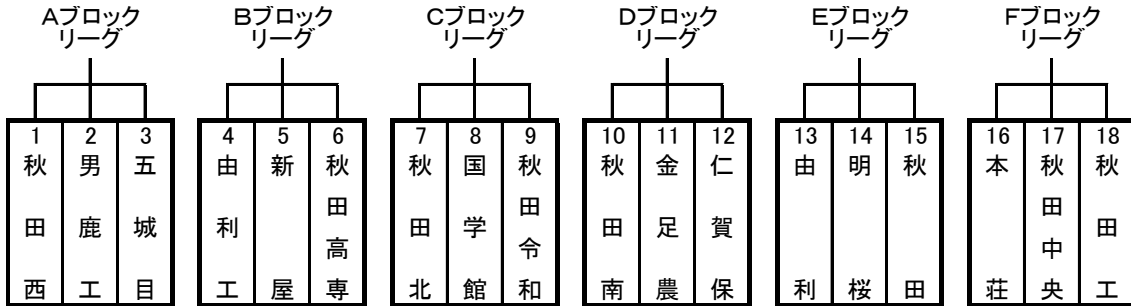 Aブロック
リーグ
Bブロック
リーグ
Cブロック
リーグ
Dブロック
リーグ
Eブロック
リーグ
Fブロック
リーグ
1
秋田西
2
男鹿工
3
五城目
4
由利工
5
新屋
6
秋田高専
7
秋田北
8
国学館
9
秋田令和
10
秋田南
11
金足農
12
仁賀保
13
由利
14
明桜
15
秋田
16
本荘
17
秋田中央
18
秋田工